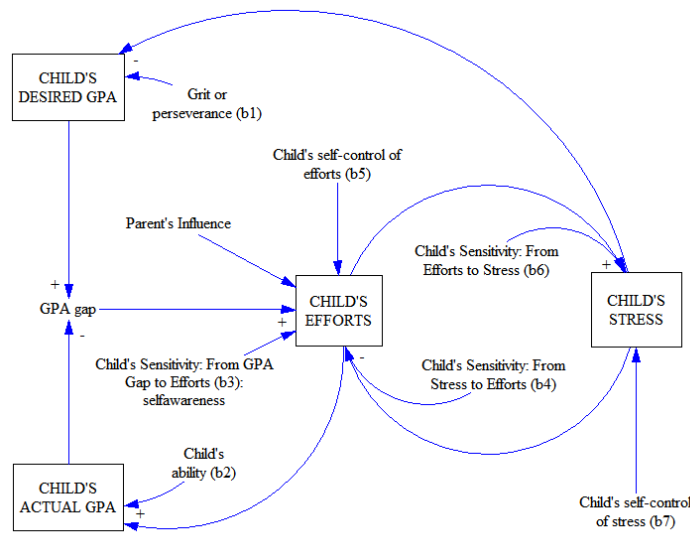 CHILD'S
DESIRED GPA
-
Grit or
perseverance (b1)
Child's self-control of
efforts (b5)
Parent's Influence
Child's Sensitivity: From
Efforts to Stress (b6)
+
+
GPA gap
-
+
CHILD'S
EFFORTS
-
CHILD'S
STRESS
Child's Sensitivity: From GPA
Gap to Efforts (b3):
selfawareness
Child's Sensitivity: From
Stress to Efforts (b4)
Child's
ability (b2)
CHILD'S
ACTUAL GPA
+
Child's self-control
of stress (b7)